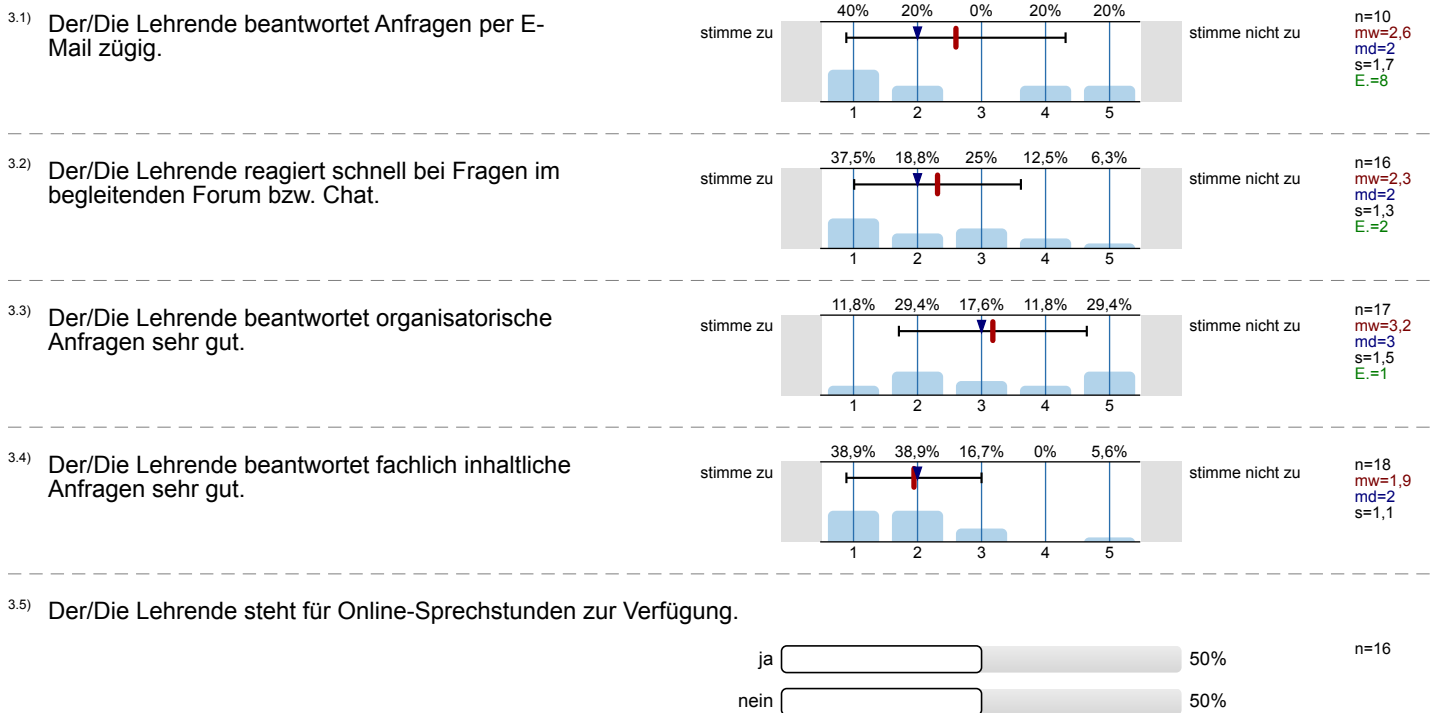 3.1) Der/Die Lehrende beantwortet Anfragen per E-
Mail zügig.
stimme zu
40% 20% 0% 20% 20%
1 2 3 4 5
stimme nicht zu
n=10
mw=2,6
md=2
s=1,7
E.=8
3.2) Der/Die Lehrende reagiert schnell bei Fragen im
begleitenden Forum bzw. Chat.
stimme zu
37,5% 18,8% 25% 12,5% 6,3%
1 2 3 4 5
stimme nicht zu
n=16
mw=2,3
md=2
s=1,3
E.=2
3.3) Der/Die Lehrende beantwortet organisatorische
Anfragen sehr gut.
stimme zu
11,8% 29,4% 17,6% 11,8% 29,4%
1 2 3 4 5
stimme nicht zu
n=17
mw=3,2
md=3
s=1,5
E.=1
3.4) Der/Die Lehrende beantwortet fachlich inhaltliche
Anfragen sehr gut.
stimme zu
38,9% 38,9% 16,7% 0% 5,6%
1 2 3 4 5
stimme nicht zu
n=18
mw=1,9
md=2
s=1,1
3.5) Der/Die Lehrende steht für Online-Sprechstunden zur Verfügung.
ja 50% n=16
nein 50%